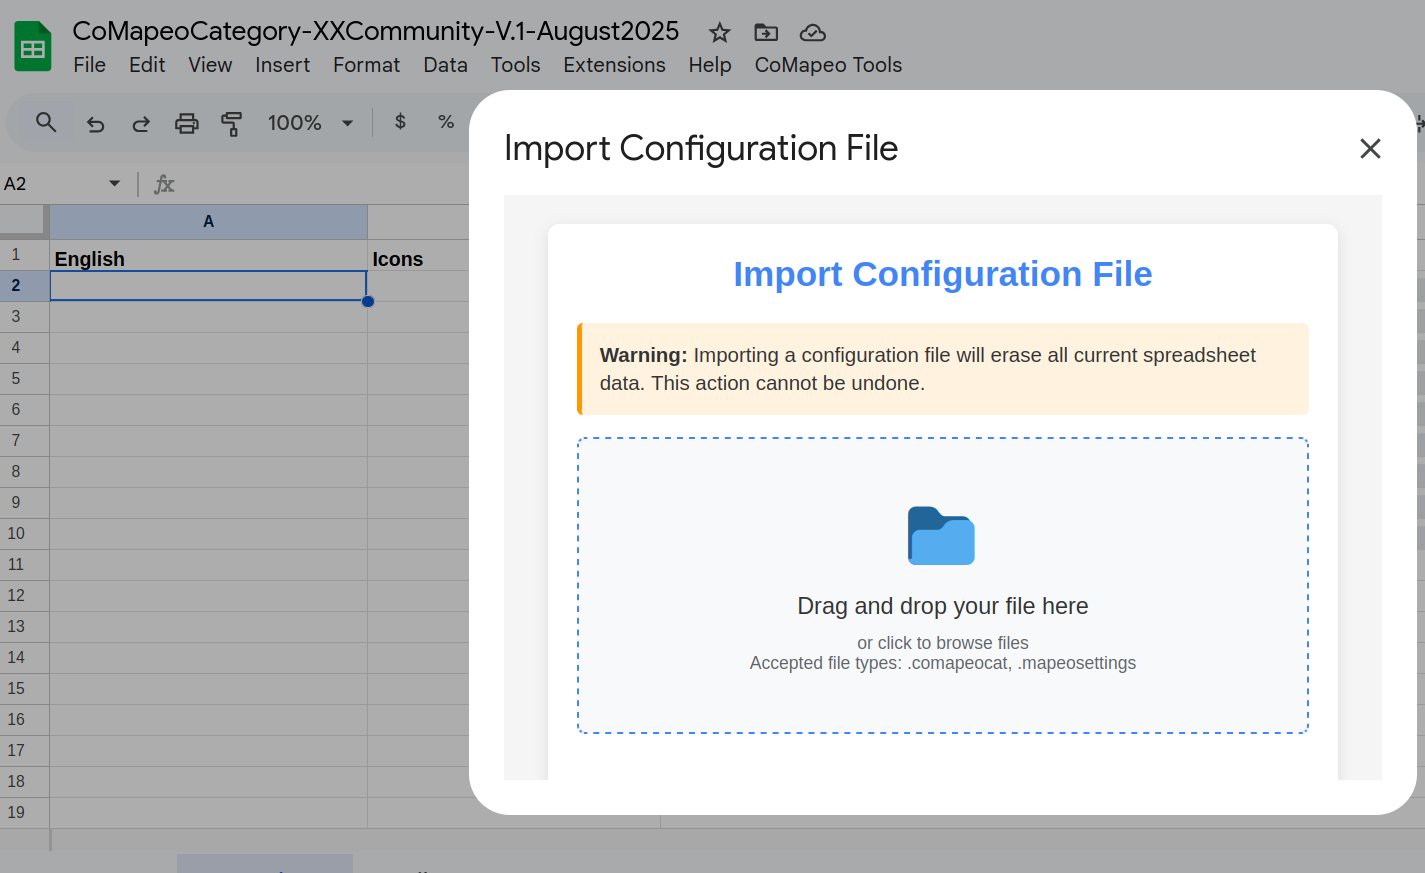 CoMapeoCategory-XXCommunity-V.1-August2025
File Edit View Insert Format Data Tools Extensions Help CoMapeo Tools
100% $ %
Import Configuration File
A2 fx
A
1 English Icons
2
3
4
5
6
7
8
9
10
11
12
13
14
15
16
17
18
19
Import Configuration File
Warning: Importing a configuration file will erase all current spreadsheet
data. This action cannot be undone.
Drag and drop your file here
or click to browse files
Accepted file types: .comapeocat, .mapeosettings